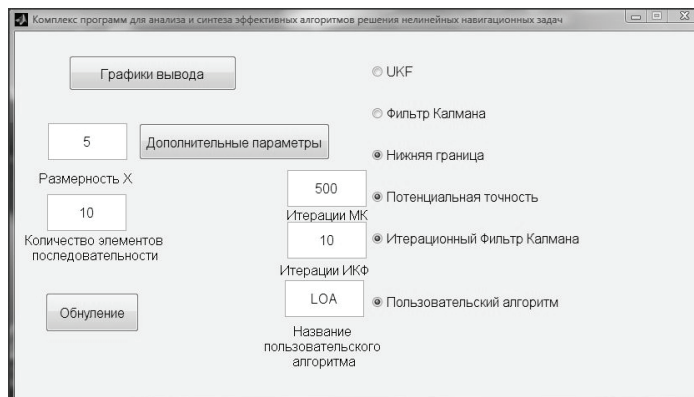 Комплекс программ для анализа и синтеза эффективных алгоритмов решения нелинейных навигационных задач
Графики вывода
UKF
Фильтр Калмана
5
Дополнительные параметры
Нижняя граница
Размерность X
500
Потенциальная точность
Итерации МК
10
Количество элементов
последовательности
10
Итерационный Фильтр Калмана
Итерации ИКФ
Обнуление
LOA
Пользовательский алгоритм
Название
пользовательского
алгоритма